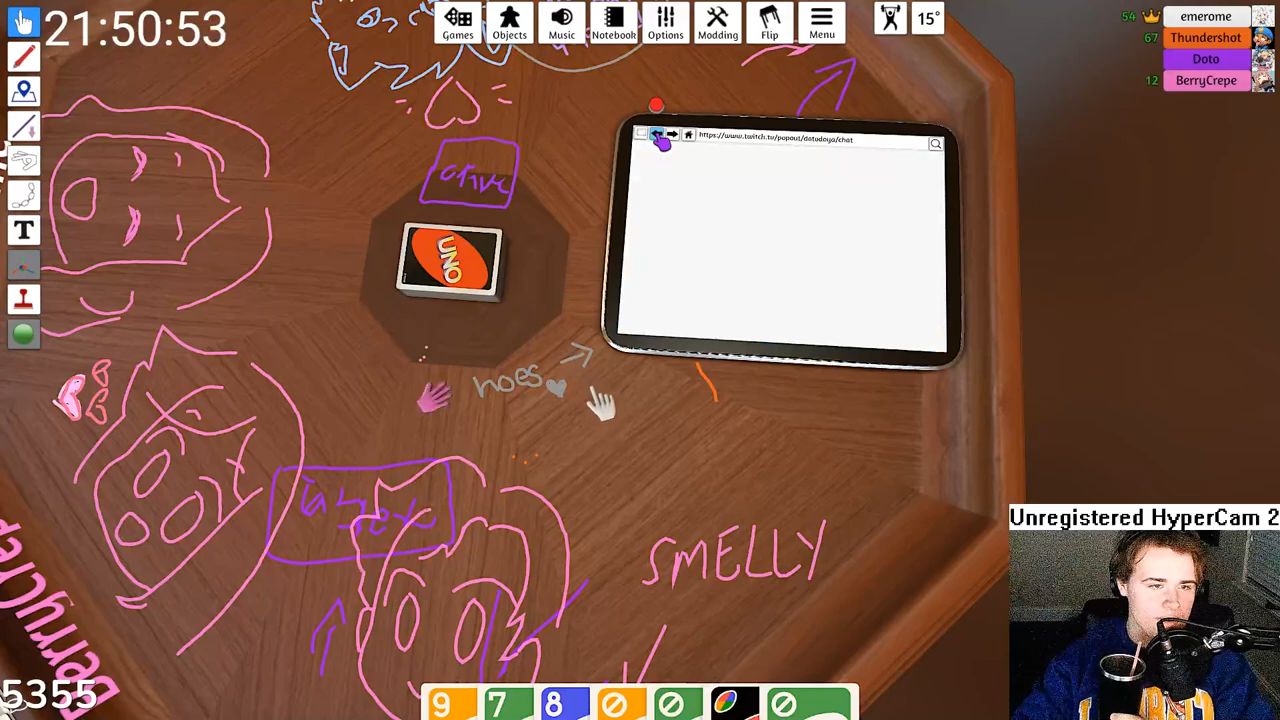 21:50:53
Games Objects Music Notebook Options Modding Flip Menu 15°
54 emerome
67 Thundershot
Doto
12 BerryCrepe
https://www.twitch.tv/popout/dotodoya/chat
UNO
T
hoes
SMELLY
BerryCrep
Unregistered HyperCam 2
5355
9 7 8